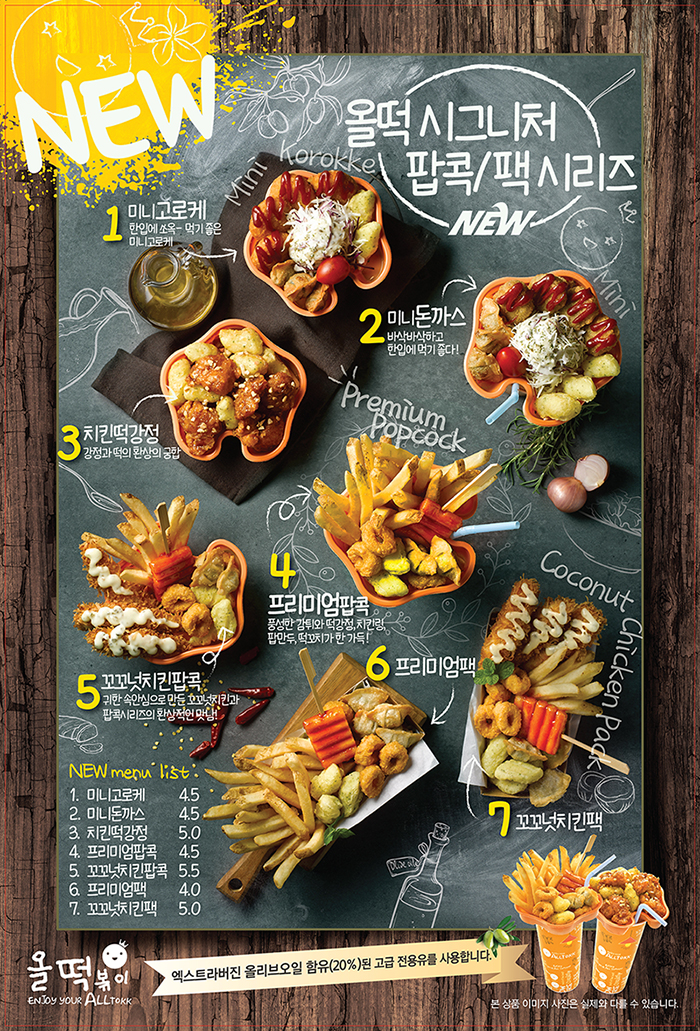 NEW
올떡 시그니처
팝콕/팩 시리즈
NEW
Mini Korokke
1 미니고로케
한입에 쏘옥~ 먹기 좋은
미니고로케
Mini
2 미니돈까스
바삭바삭하고
한입에 먹기 좋다!
3 치킨떡강정
강정과 떡의 환상의 궁합
Premium
Popcock
4
프리미엄팝콕
풍성한 감튀와 떡강정, 치킨링,
팝만두, 떡꼬치가 한 가득!
Coconut Chicken Pack
5 꼬꼬넛치킨팝콕
귀한 속안심으로 만든 꼬꼬넛치킨과
팝콕시리즈의 환상적인 맛남!
6 프리미엄팩
7 꼬꼬넛치킨팩
NEW menu list.
1. 미니고로케 4.5
2. 미니돈까스 4.5
3. 치킨떡강정 5.0
4. 프리미엄팝콕 4.5
5. 꼬꼬넛치킨팝콕 5.5
6. 프리미엄팩 4.0
7. 꼬꼬넛치킨팩 5.0
올떡볶이
ENJOY YOUR ALLTOKK
엑스트라버진 올리브오일 함유(20%)된 고급 전용유를 사용합니다.
본 상품 이미지 사진은 실제와 다를 수 있습니다.